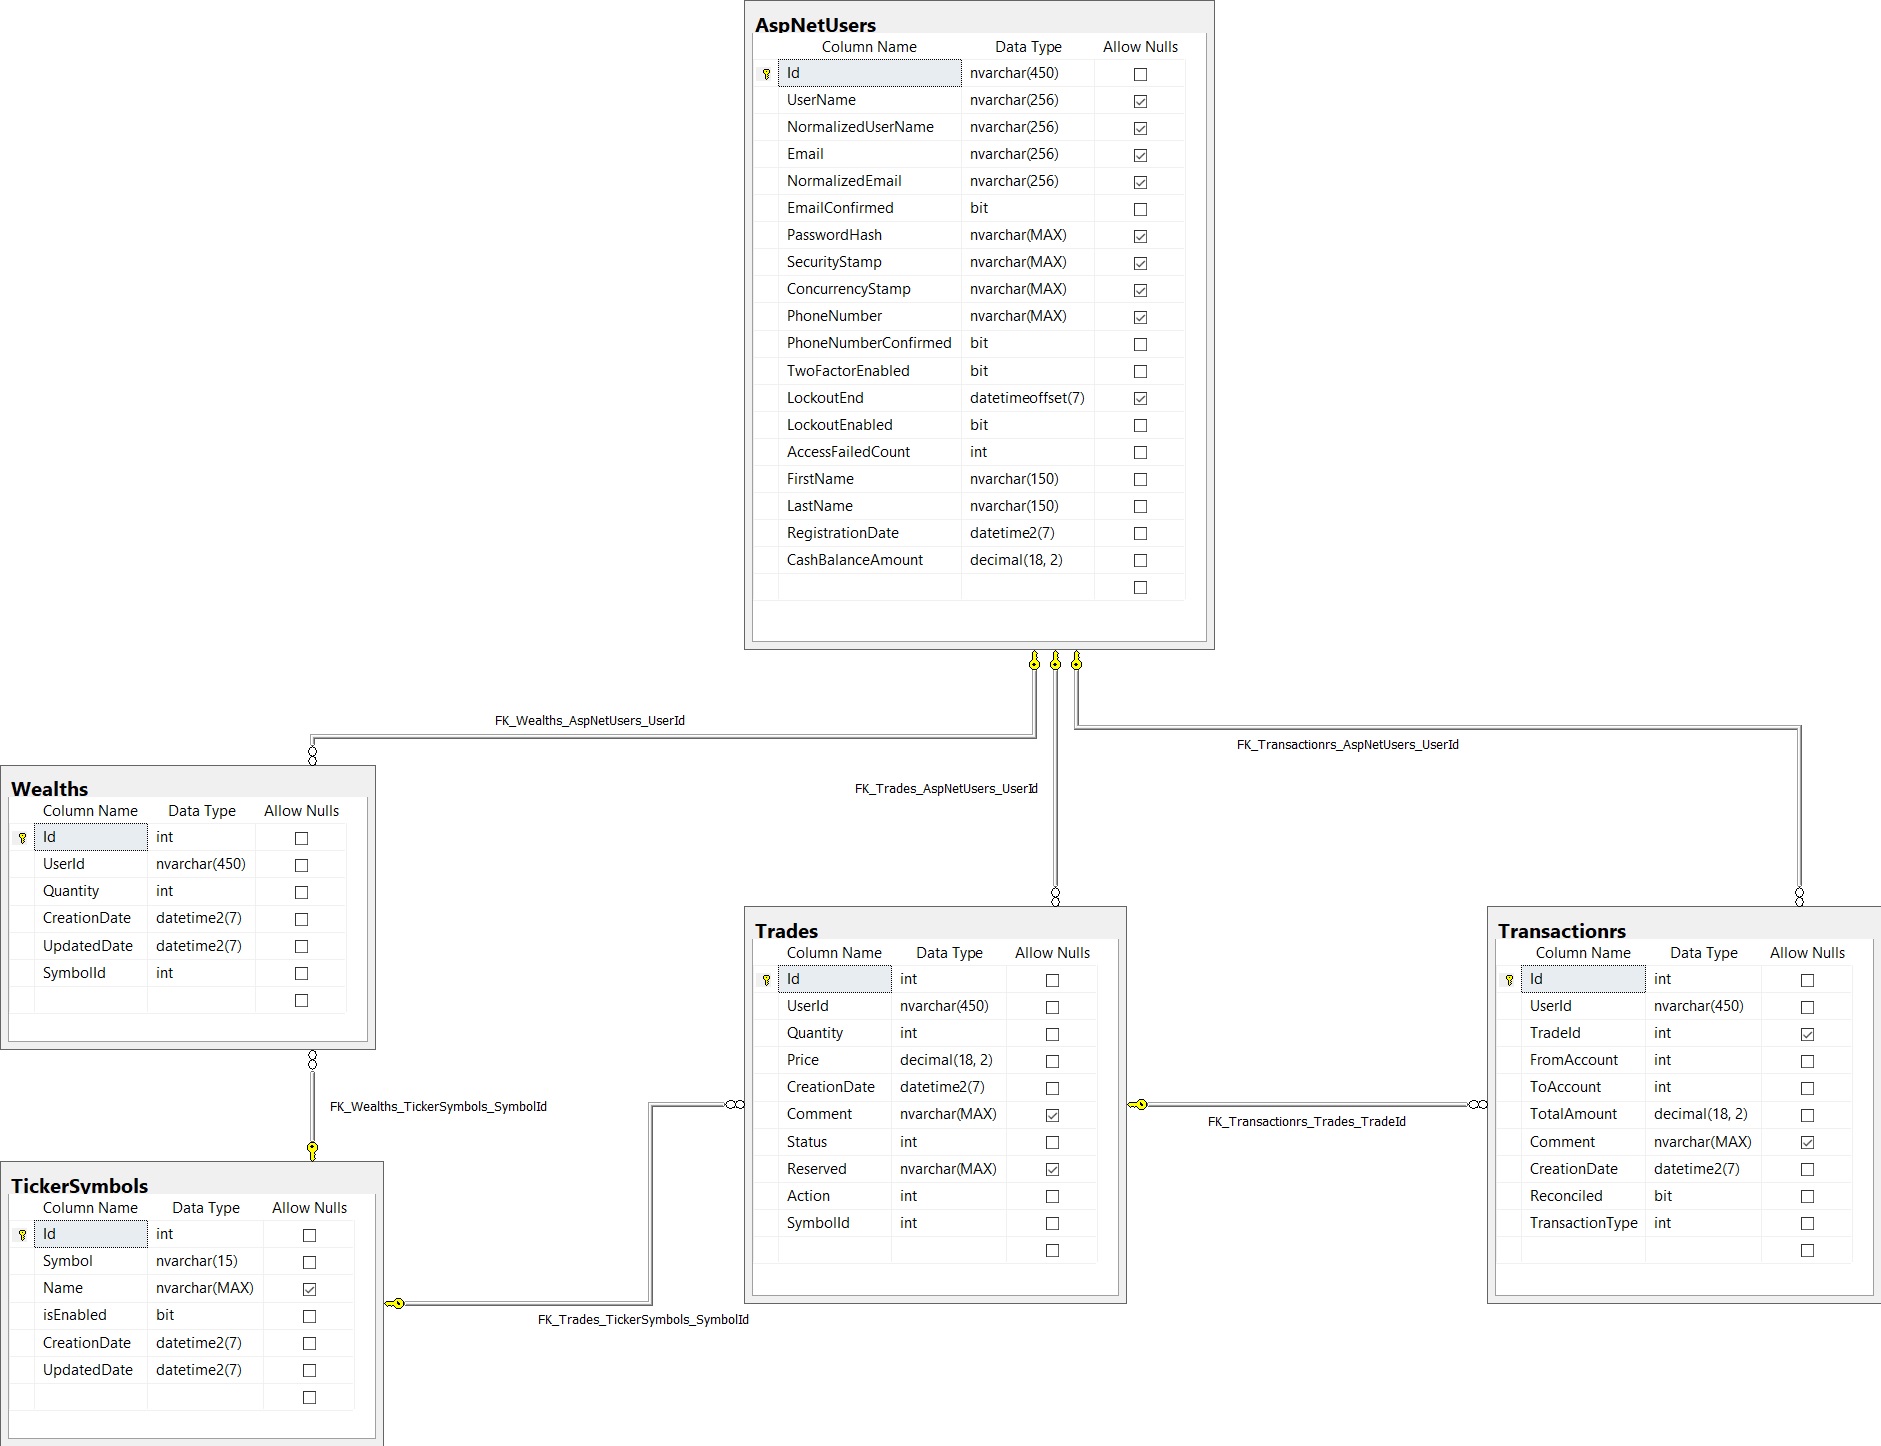 AspNetUsers
Column Name Data Type Allow Nulls
Id nvarchar(450)
UserName nvarchar(256)
NormalizedUserName nvarchar(256)
Email nvarchar(256)
NormalizedEmail nvarchar(256)
EmailConfirmed bit
PasswordHash nvarchar(MAX)
SecurityStamp nvarchar(MAX)
ConcurrencyStamp nvarchar(MAX)
PhoneNumber nvarchar(MAX)
PhoneNumberConfirmed bit
TwoFactorEnabled bit
LockoutEnd datetimeoffset(7)
LockoutEnabled bit
AccessFailedCount int
FirstName nvarchar(150)
LastName nvarchar(150)
RegistrationDate datetime2(7)
CashBalanceAmount decimal(18, 2)
FK_Wealths_AspNetUsers_UserId
FK_Transactionrs_AspNetUsers_UserId
FK_Trades_AspNetUsers_UserId
Wealths
Column Name Data Type Allow Nulls
Id int
UserId nvarchar(450)
Quantity int
CreationDate datetime2(7)
UpdatedDate datetime2(7)
SymbolId int
Trades
Column Name Data Type Allow Nulls
Id int
UserId nvarchar(450)
Quantity int
Price decimal(18, 2)
CreationDate datetime2(7)
Comment nvarchar(MAX)
Status int
Reserved nvarchar(MAX)
Action int
SymbolId int
Transactionrs
Column Name Data Type Allow Nulls
Id int
UserId nvarchar(450)
TradeId int
FromAccount int
ToAccount int
TotalAmount decimal(18, 2)
Comment nvarchar(MAX)
CreationDate datetime2(7)
Reconciled bit
TransactionType int
FK_Wealths_TickerSymbols_SymbolId
FK_Transactionrs_Trades_TradeId
TickerSymbols
Column Name Data Type Allow Nulls
Id int
Symbol nvarchar(15)
Name nvarchar(MAX)
isEnabled bit
CreationDate datetime2(7)
UpdatedDate datetime2(7)
FK_Trades_TickerSymbols_SymbolId